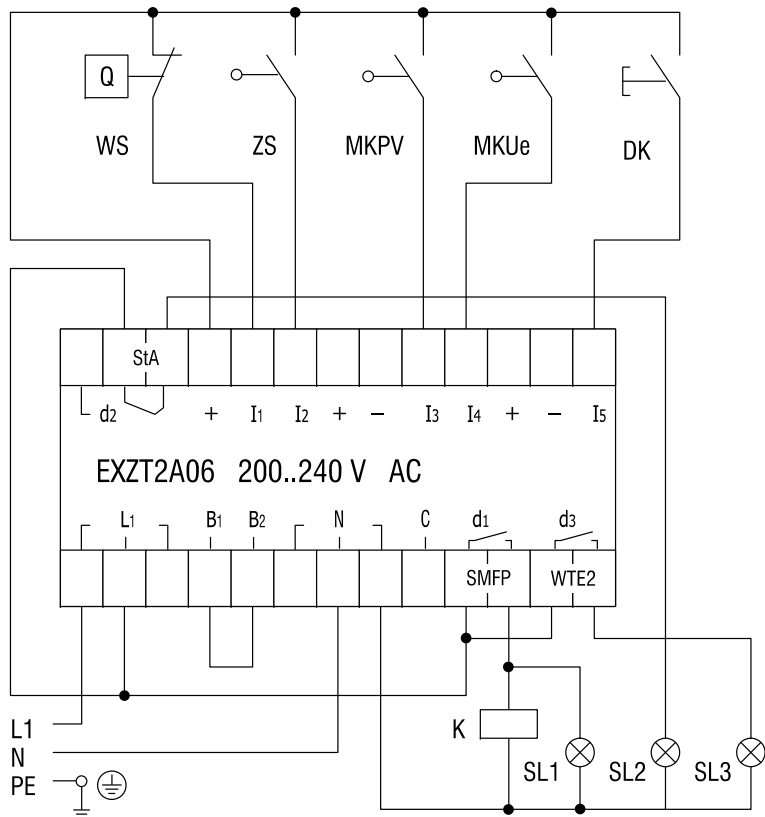 Q
WS ZS MKPV MKUe DK
StA
d2 + I1 I2 + − I3 I4 + − I5
EXZT2A06 200..240 V AC
L1 B1 B2 N C d1 d3
SMFP WTE2
L1
N
PE
K SL1 SL2 SL3